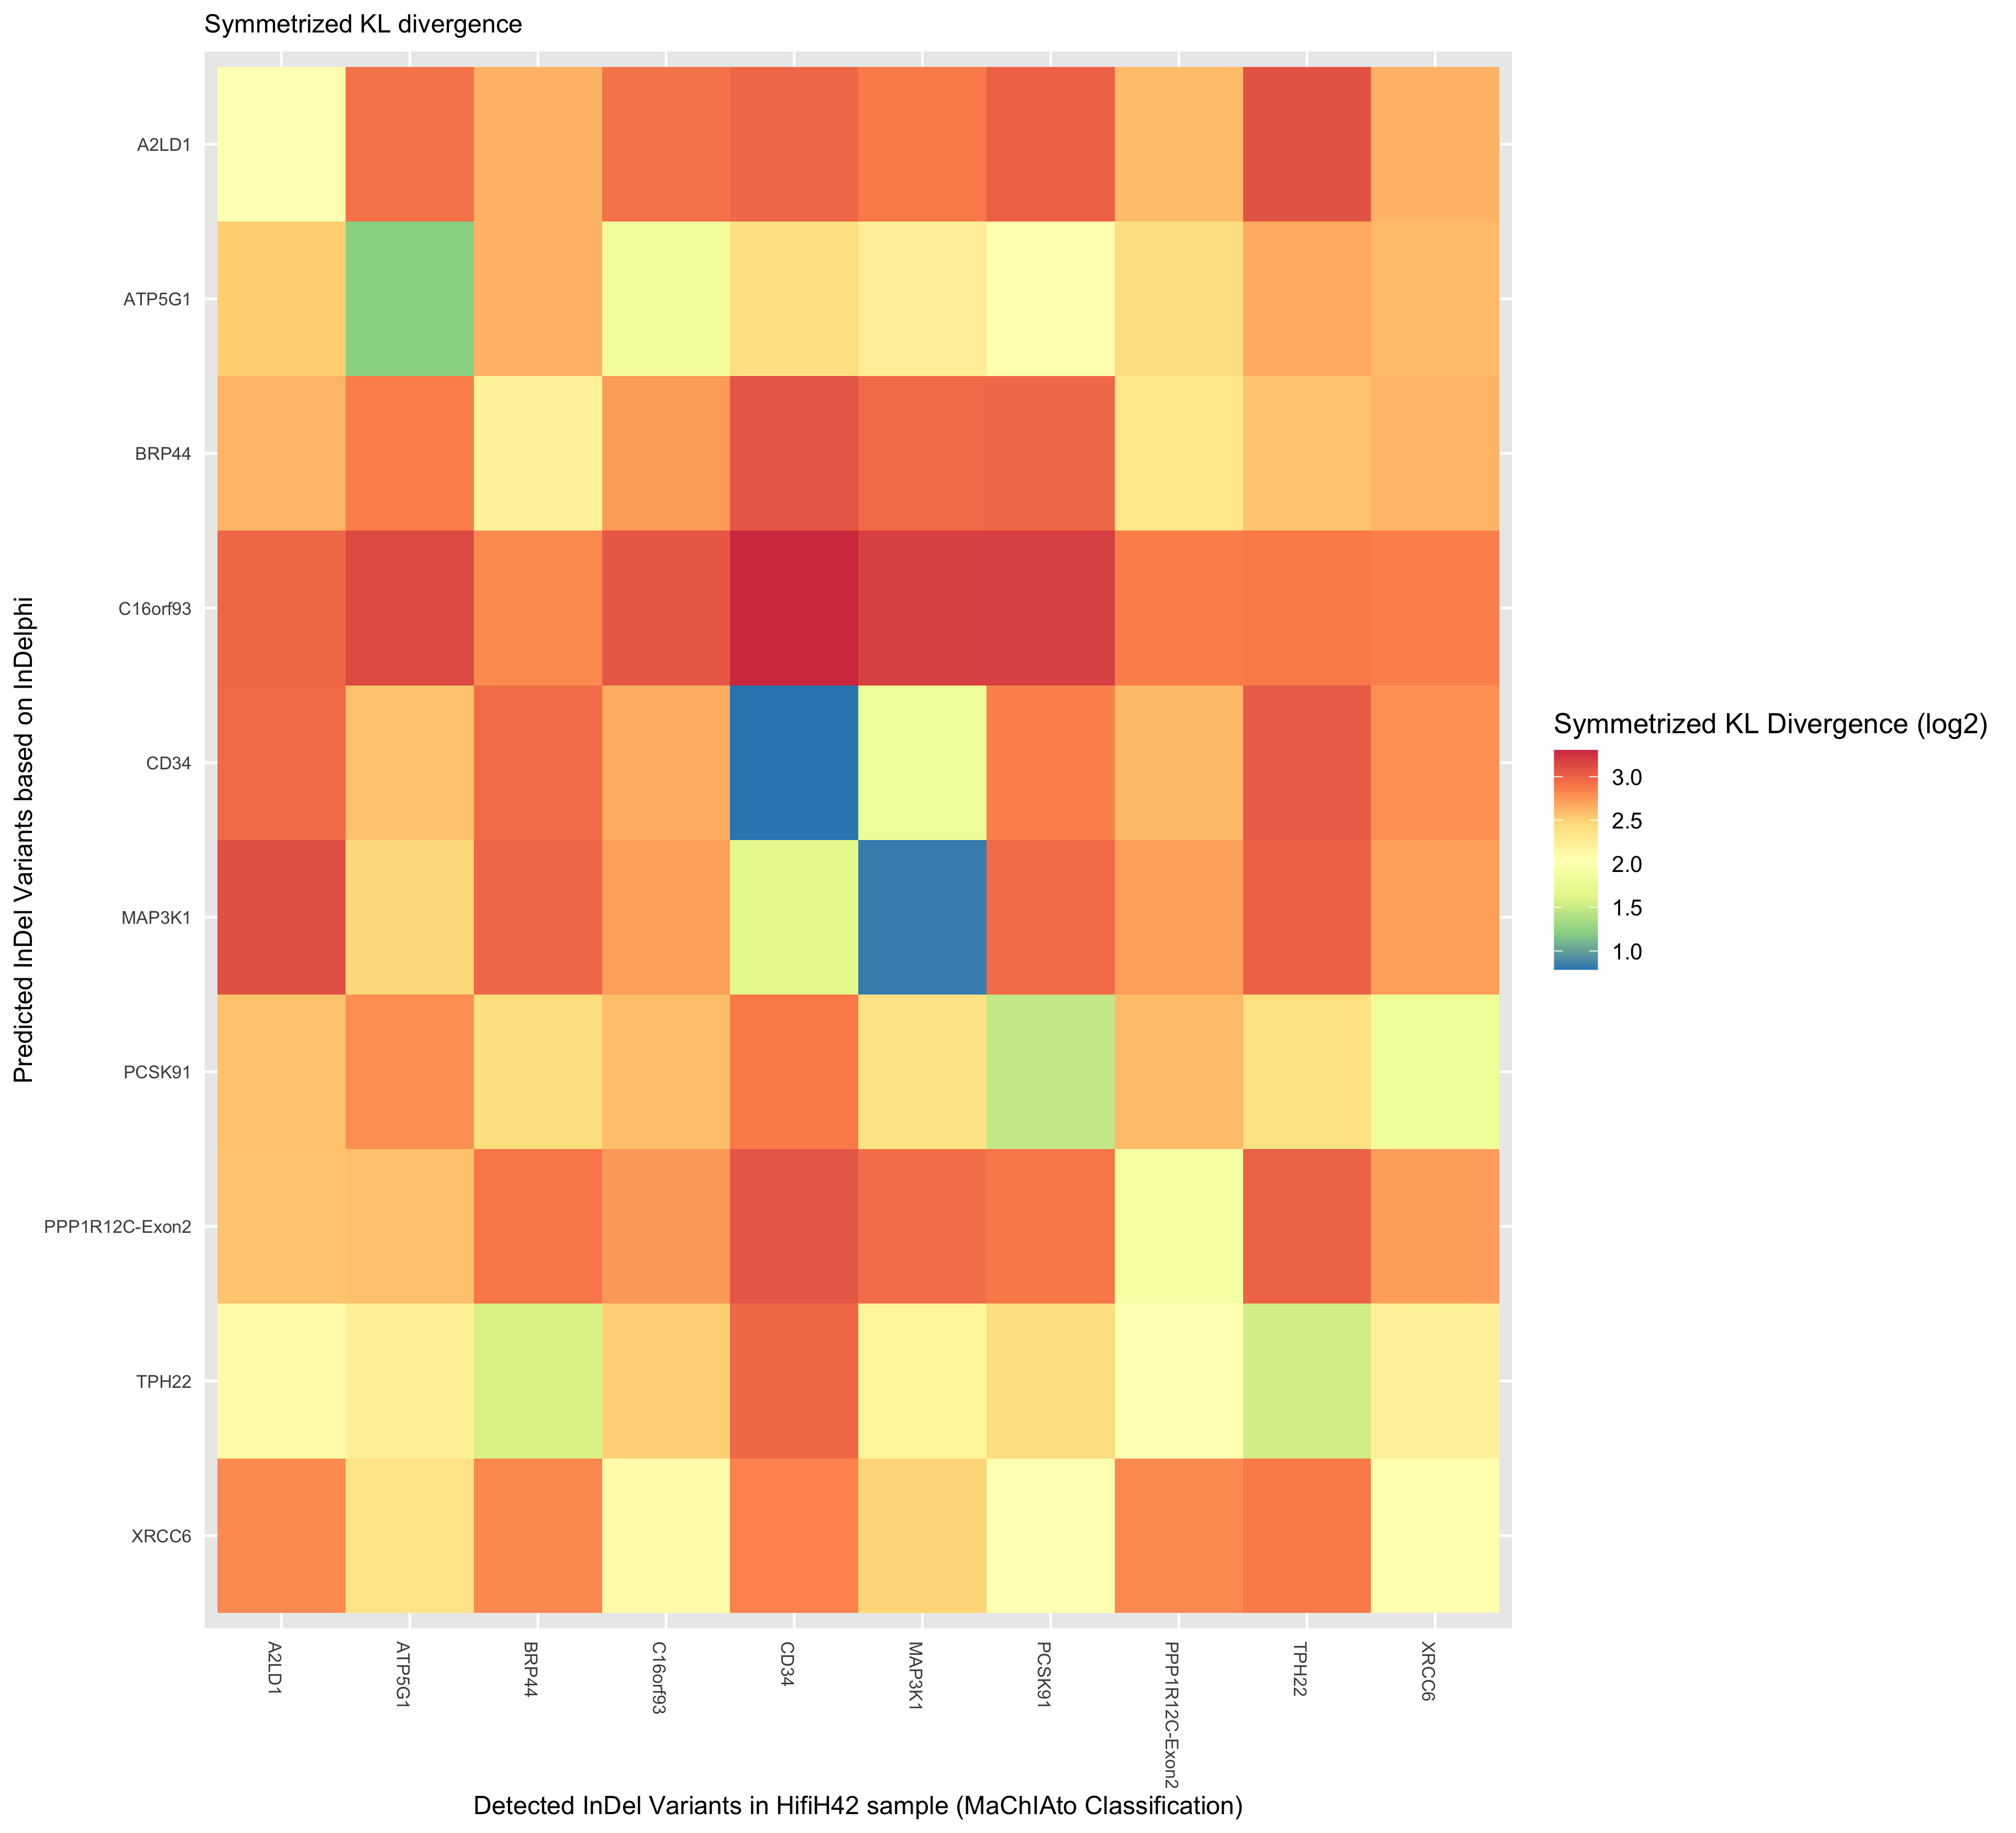 Symmetrized KL divergence
Predicted InDel Variants based on InDelphi
A2LD1
ATP5G1
BRP44
C16orf93
CD34
MAP3K1
PCSK91
PPP1R12C-Exon2
TPH22
XRCC6
A2LD1
ATP5G1
BRP44
C16orf93
CD34
MAP3K1
PCSK91
PPP1R12C-Exon2
TPH22
XRCC6
Detected InDel Variants in HifiH42 sample (MaChIAto Classification)
Symmetrized KL Divergence (log2)
3.0
2.5
2.0
1.5
1.0